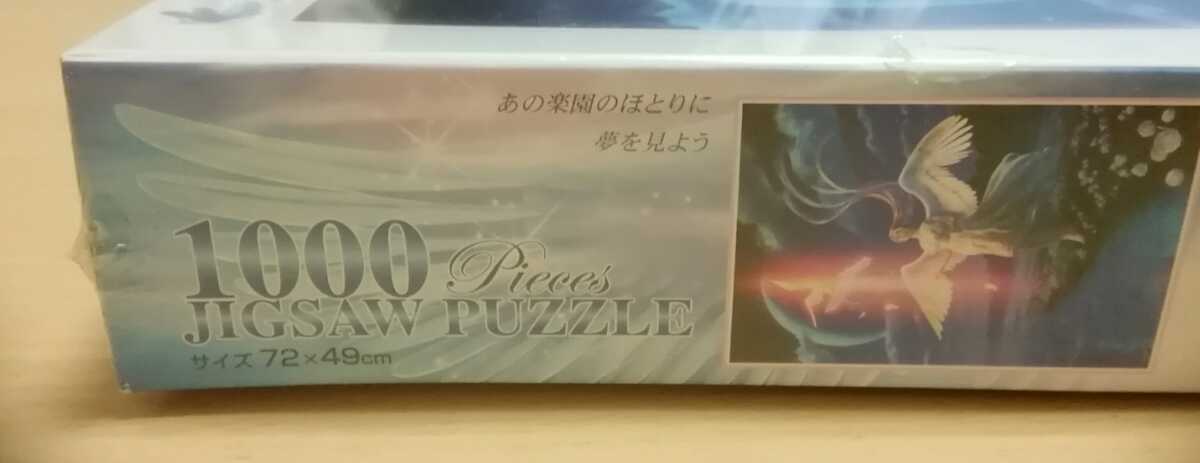 あの楽園のほとりに
夢を見よう
1000 Pieces
JIGSAW PUZZLE
サイズ 72×49cm